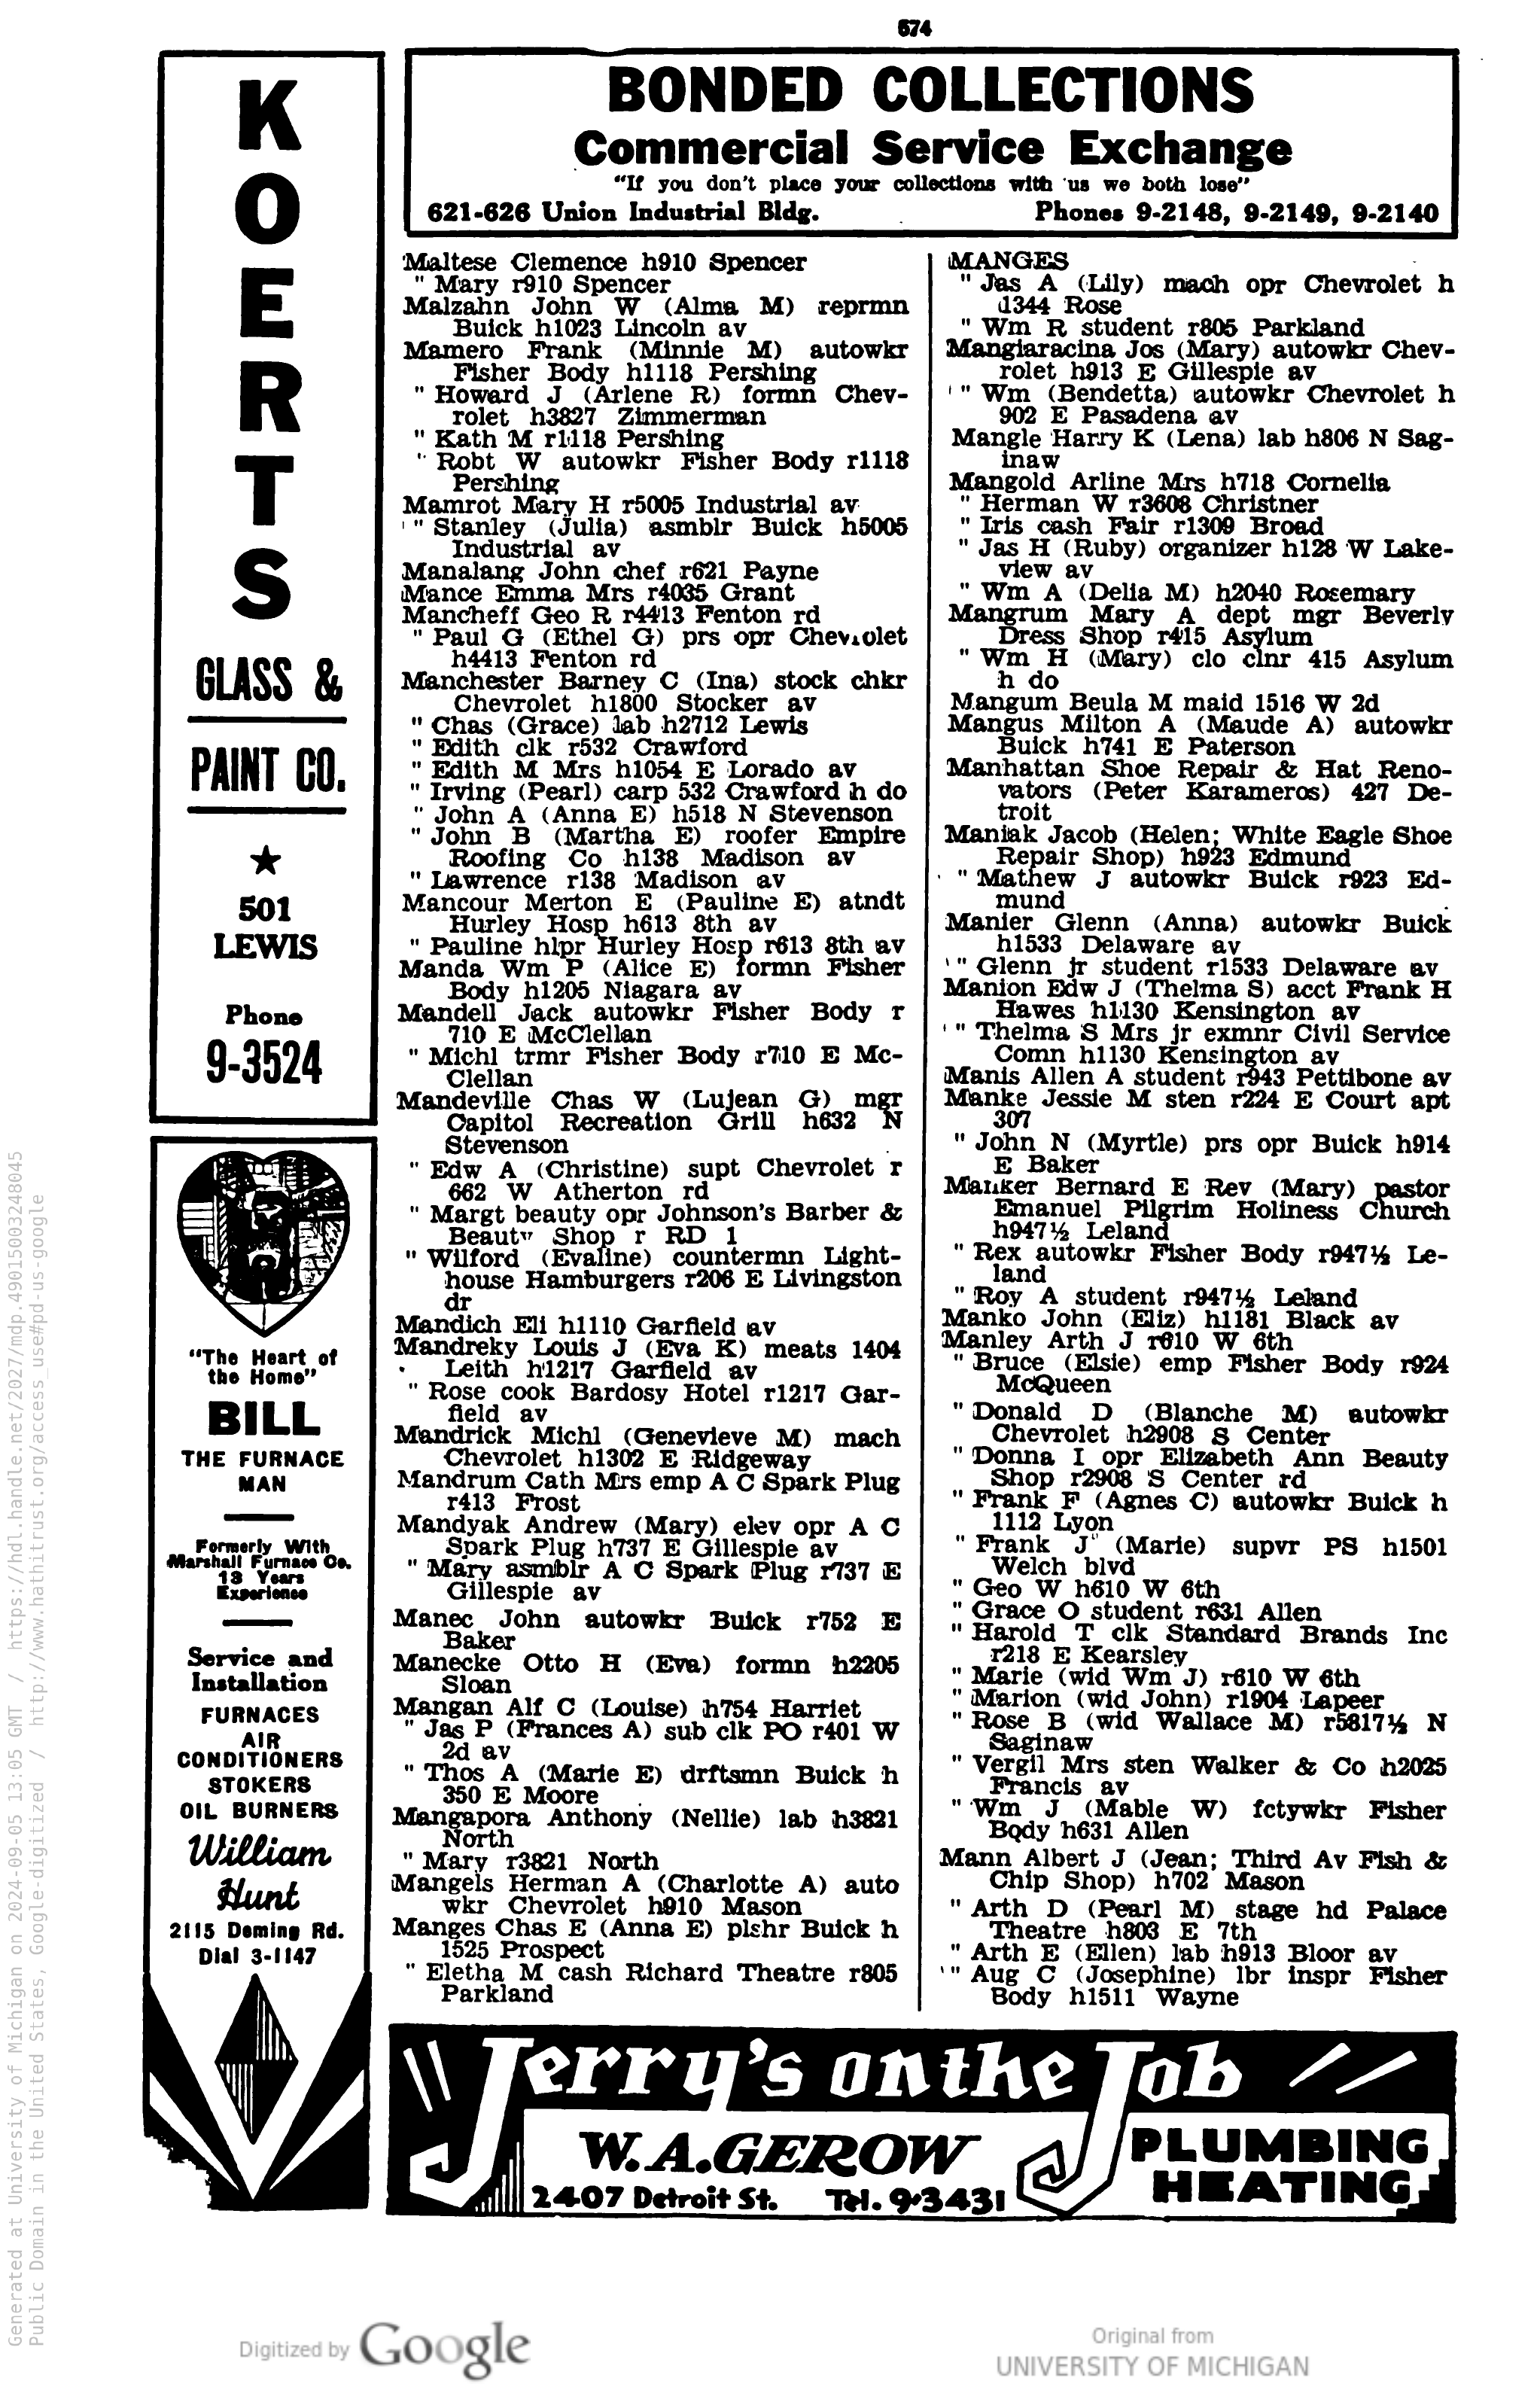 574
KOERTS
GLASS &
PAINT CO.
★
501
LEWIS
Phone
9-3524
"The Heart of
the Home"
BILL
THE FURNACE
MAN
Formerly With
Marshall Furnace Co.
13 Years
Experience
Service and
Installation
FURNACES
AIR
CONDITIONERS
STOKERS
OIL BURNERS
William
Hunt
2115 Deming Rd.
Dial 3-1147
BONDED COLLECTIONS
Commercial Service Exchange
"If you don't place your collections with us we both lose"
621-626 Union Industrial Bldg. Phones 9-2148, 9-2149, 9-2140
Maltese Clemence h910 Spencer
" Mary r910 Spencer
Malzahn John W (Alma M) reprmn
Buick h1023 Lincoln av
Mamero Frank (Minnie M) autowkr
Fisher Body h1118 Pershing
" Howard J (Arlene R) formn Chev-
rolet h3827 Zimmerman
" Kath M r1118 Pershing
" Robt W autowkr Fisher Body r1118
Pershing
Mamrot Mary H r5005 Industrial av
" Stanley (Julia) asmblr Buick h5005
Industrial av
Manalang John chef r621 Payne
Mance Emma Mrs r4035 Grant
Mancheff Geo R r4413 Fenton rd
" Paul G (Ethel G) prs opr Chevrolet
h4413 Fenton rd
Manchester Barney C (Ina) stock chkr
Chevrolet h1800 Stocker av
" Chas (Grace) lab h2712 Lewis
" Edith clk r532 Crawford
" Edith M Mrs h1054 E Lorado av
" Irving (Pearl) carp 532 Crawford h do
" John A (Anna E) h518 N Stevenson
" John B (Martha E) roofer Empire
Roofing Co h138 Madison av
" Lawrence r138 Madison av
Mancour Merton E (Pauline E) atndt
Hurley Hosp h613 8th av
" Pauline hlpr Hurley Hosp r613 8th av
Manda Wm P (Alice E) formn Fisher
Body h1205 Niagara av
Mandell Jack autowkr Fisher Body r
710 E McClellan
" Michl trmr Fisher Body r710 E Mc-
Clellan
Mandeville Chas W (Lujean G) mgr
Capitol Recreation Grill h632 N
Stevenson
" Edw A (Christine) supt Chevrolet r
662 W Atherton rd
" Margt beauty opr Johnson's Barber &
Beauty Shop r RD 1
" Wilford (Evaline) countermn Light-
house Hamburgers r206 E Livingston
dr
Mandich Eli h1110 Garfield av
Mandreky Louis J (Eva K) meats 1404
Leith h1217 Garfield av
" Rose cook Bardosy Hotel r1217 Gar-
field av
Mandrick Michl (Genevieve M) mach
Chevrolet h1302 E Ridgeway
Mandrum Cath Mrs emp A C Spark Plug
r413 Frost
Mandyak Andrew (Mary) elev opr A C
Spark Plug h737 E Gillespie av
" Mary asmblr A C Spark Plug r737 E
Gillespie av
Manec John autowkr Buick r752 E
Baker
Manecke Otto H (Eva) formn h2205
Sloan
Mangan Alf C (Louise) h754 Harriet
" Jas P (Frances A) sub clk PO r401 W
2d av
" Thos A (Marie E) drftsmn Buick h
350 E Moore
Mangapora Anthony (Nellie) lab h3821
North
" Mary r3821 North
Mangels Herman A (Charlotte A) auto
wkr Chevrolet h910 Mason
Manges Chas E (Anna E) plshr Buick h
1525 Prospect
" Eletha M cash Richard Theatre r805
Parkland
MANGES
" Jas A (Lily) mach opr Chevrolet h
1344 Rose
" Wm R student r805 Parkland
Mangiaracina Jos (Mary) autowkr Chev-
rolet h913 E Gillespie av
" Wm (Bendetta) autowkr Chevrolet h
902 E Pasadena av
Mangle Harry K (Lena) lab h806 N Sag-
inaw
Mangold Arline Mrs h718 Cornelia
" Herman W r3608 Christner
" Iris cash Fair r1309 Broad
" Jas H (Ruby) organizer h128 W Lake-
view av
" Wm A (Delia M) h2040 Rosemary
Mangrum Mary A dept mgr Beverly
Dress Shop r415 Asylum
" Wm H (Mary) clo clnr 415 Asylum
h do
Mangum Beula M maid 1516 W 2d
Mangus Milton A (Maude A) autowkr
Buick h741 E Paterson
Manhattan Shoe Repair & Hat Reno-
vators (Peter Karameros) 427 De-
troit
Maniak Jacob (Helen; White Eagle Shoe
Repair Shop) h923 Edmund
" Mathew J autowkr Buick r923 Ed-
mund
Manier Glenn (Anna) autowkr Buick
h1533 Delaware av
" Glenn jr student r1533 Delaware av
Manion Edw J (Thelma S) acct Frank H
Hawes h1130 Kensington av
" Thelma S Mrs jr exmnr Civil Service
Comn h1130 Kensington av
Manis Allen A student r943 Pettibone av
Manke Jessie M sten r224 E Court apt
307
" John N (Myrtle) prs opr Buick h914
E Baker
Manker Bernard E Rev (Mary) pastor
Emanuel Pilgrim Holiness Church
h947½ Leland
" Rex autowkr Fisher Body r947½ Le-
land
" Roy A student r947½ Leland
Manko John (Eliz) h1181 Black av
Manley Arth J r610 W 6th
" Bruce (Elsie) emp Fisher Body r924
McQueen
" Donald D (Blanche M) autowkr
Chevrolet h2908 S Center
" Donna I opr Elizabeth Ann Beauty
Shop r2908 S Center rd
" Frank F (Agnes C) autowkr Buick h
1112 Lyon
" Frank J (Marie) supvr PS h1501
Welch blvd
" Geo W h610 W 6th
" Grace O student r631 Allen
" Harold T clk Standard Brands Inc
r218 E Kearsley
" Marie (wid Wm J) r610 W 6th
" Marion (wid John) r1904 Lapeer
" Rose B (wid Wallace M) r5817½ N
Saginaw
" Vergil Mrs sten Walker & Co h2025
Francis av
" Wm J (Mable W) fctywkr Fisher
Body h631 Allen
Mann Albert J (Jean; Third Av Fish &
Chip Shop) h702 Mason
" Arth D (Pearl M) stage hd Palace
Theatre h803 E 7th
" Arth E (Ellen) lab h913 Bloor av
" Aug C (Josephine) lbr inspr Fisher
Body h1511 Wayne
Jerry's on the Job
W. A. GEROW
2407 Detroit St. Tel. 9-3431
PLUMBING
HEATING
Generated at University of Michigan on 2024-09-05 13:05 GMT / https://hdl.handle.net/2027/mdp.49015003248045
Public Domain in the United States, Google-digitized / http://www.hathitrust.org/access_use#pd-us-google
Digitized by Google
Original from
UNIVERSITY OF MICHIGAN